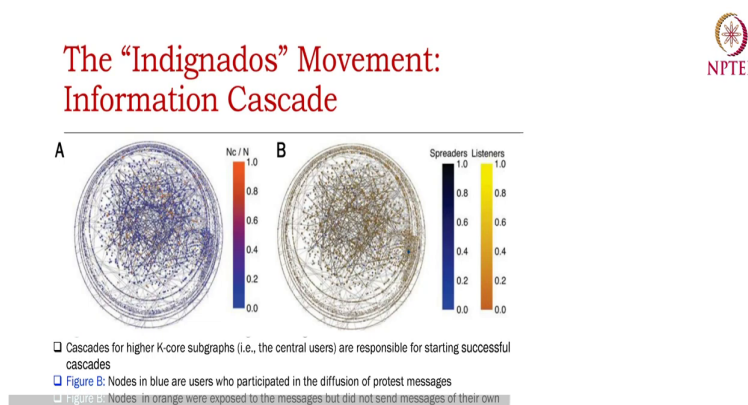 The “Indignados” Movement:
Information Cascade
NPTE
A
Nc / N
1.0
0.8
0.6
0.4
0.2
0.0
B
Spreaders Listeners
1.0 1.0
0.8 0.8
0.6 0.6
0.4 0.4
0.2 0.2
0.0 0.0
❑ Cascades for higher K-core subgraphs (i.e., the central users) are responsible for starting successful
cascades
❑ Figure B: Nodes in blue are users who participated in the diffusion of protest messages
❑ Figure B: Nodes in orange were exposed to the messages but did not send messages of their own